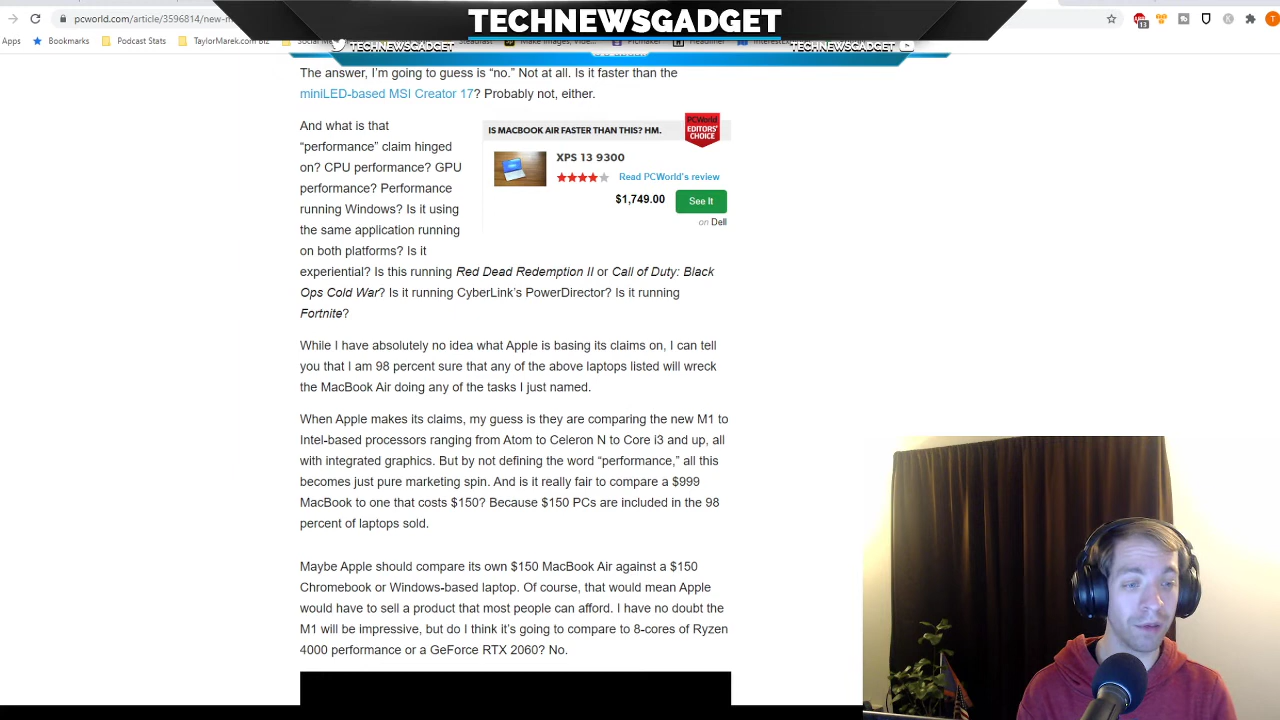 pcworld.com/article/3596814/new-m
TECHNEWSGADGET
13
T
Apps
Bookmarks
Podcast Stats
TaylorMarek.com Biz
TECHNEWSGADGET
TECHNEWSGADGET
The answer, I'm going to guess is "no." Not at all. Is it faster than the
miniLED-based MSI Creator 17? Probably not, either.
And what is that
"performance" claim hinged
on? CPU performance? GPU
performance? Performance
running Windows? Is it using
the same application running
on both platforms? Is it
IS MACBOOK AIR FASTER THAN THIS? HM.
PCWorld
EDITORS'
CHOICE
XPS 13 9300
Read PCWorld's review
$1,749.00
See It
on Dell
experiential? Is this running Red Dead Redemption II or Call of Duty: Black
Ops Cold War? Is it running CyberLink's PowerDirector? Is it running
Fortnite?
While I have absolutely no idea what Apple is basing its claims on, I can tell
you that I am 98 percent sure that any of the above laptops listed will wreck
the MacBook Air doing any of the tasks I just named.
When Apple makes its claims, my guess is they are comparing the new M1 to
Intel-based processors ranging from Atom to Celeron N to Core i3 and up, all
with integrated graphics. But by not defining the word "performance," all this
becomes just pure marketing spin. And is it really fair to compare a $999
MacBook to one that costs $150? Because $150 PCs are included in the 98
percent of laptops sold.
Maybe Apple should compare its own $150 MacBook Air against a $150
Chromebook or Windows-based laptop. Of course, that would mean Apple
would have to sell a product that most people can afford. I have no doubt the
M1 will be impressive, but do I think it's going to compare to 8-cores of Ryzen
4000 performance or a GeForce RTX 2060? No.